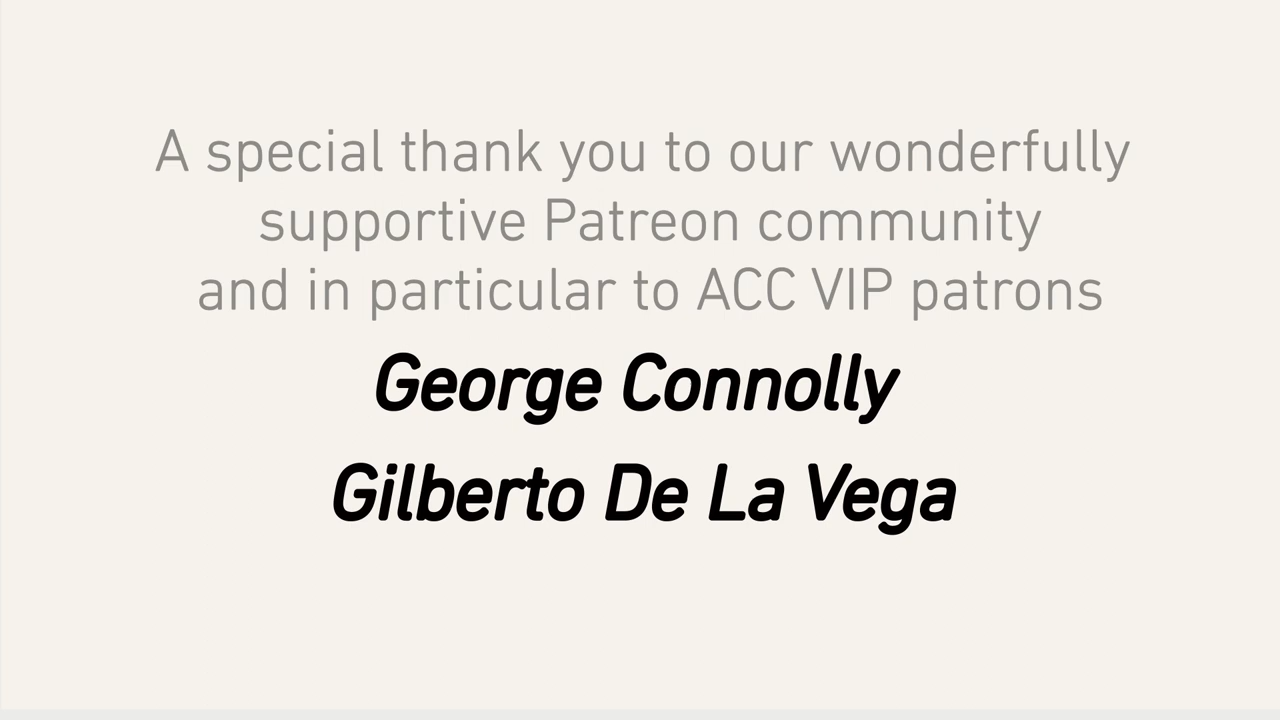 A special thank you to our wonderfully
supportive Patreon community
and in particular to ACC VIP patrons
George Connolly
Gilberto De La Vega